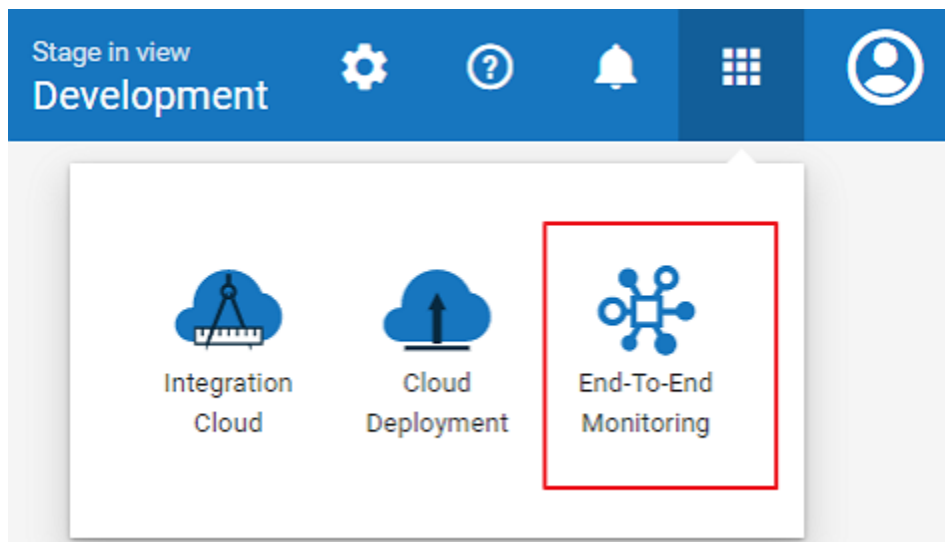 Stage in view
Development
Integration
Cloud
Cloud
Deployment
End-To-End
Monitoring